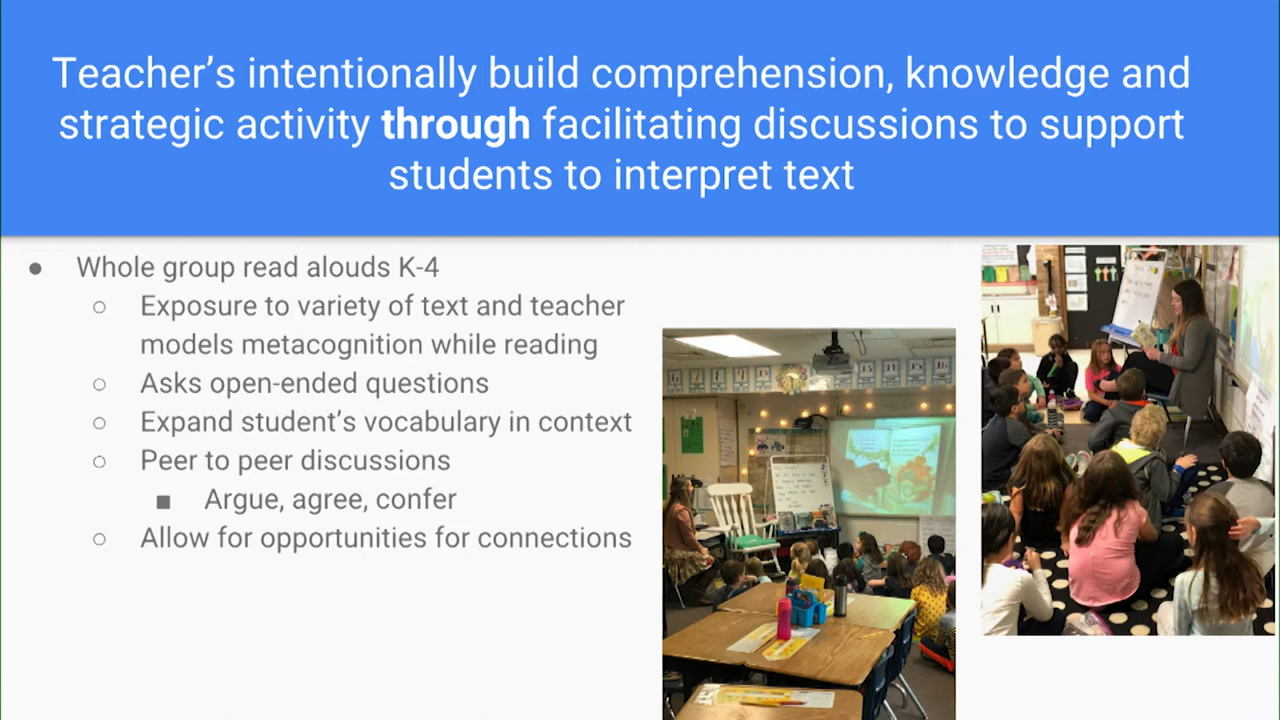 Teacher’s intentionally build comprehension, knowledge and
strategic activity through facilitating discussions to support
students to interpret text
● Whole group read alouds K-4
○ Exposure to variety of text and teacher
models metacognition while reading
○ Asks open-ended questions
○ Expand student’s vocabulary in context
○ Peer to peer discussions
■ Argue, agree, confer
○ Allow for opportunities for connections